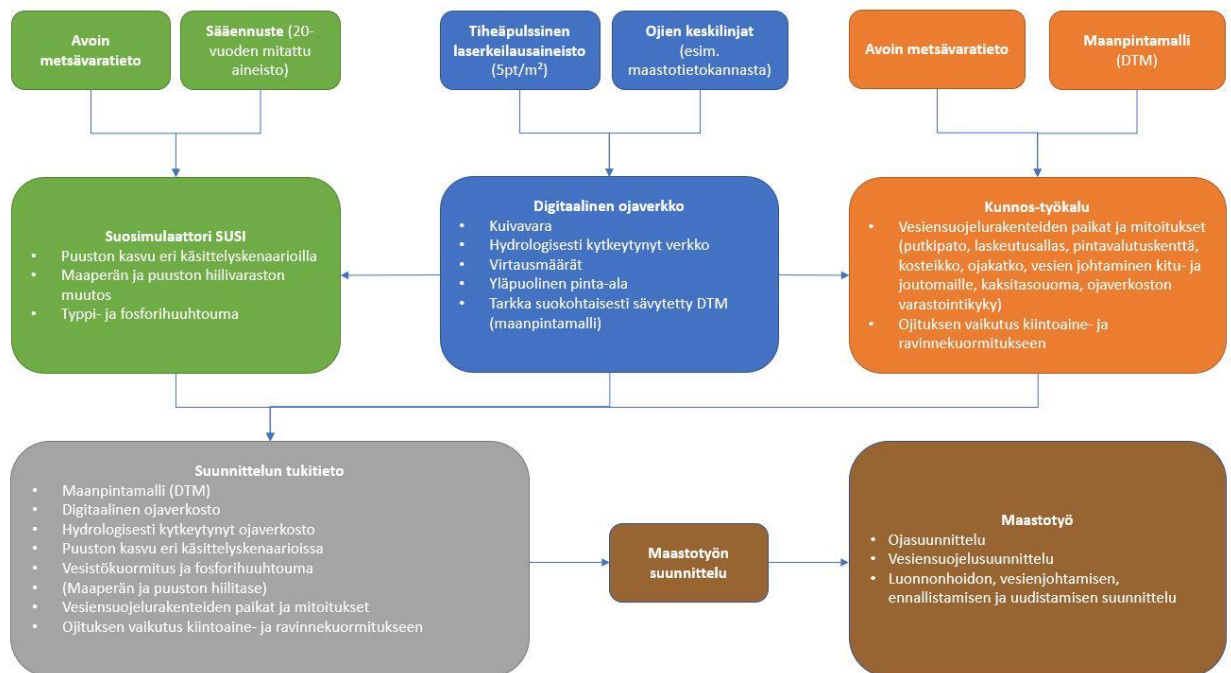 Avoin
metsävaratieto
Sääennuste (20-
vuoden mitattu
aineisto)
Tiheäpulssinen
laserkeilausaineisto
(5pt/m²)
Ojien keskilinjat
(esim.
maastotietokannasta)
Avoin metsävaratieto
Maanpintamalli
(DTM)
Suosimulaattori SUSI
• Puuston kasvu eri käsittelyskenaarioilla
• Maaperän ja puuston hiilivaraston
muutos
• Typpi- ja fosforihuuhtouma
Digitaalinen ojaverkko
• Kuivavara
• Hydrologisesti kytkeytynyt verkko
• Virtausmäärät
• Yläpuolinen pinta-ala
• Tarkka suokohtaisesti sävytetty DTM
(maanpintamalli)
Kunnos-työkalu
• Vesiensuojelurakenteiden paikat ja mitoitukset
(putkipato, laskeutusallas, pintavalutuskenttä,
kosteikko, ojakatko, vesien johtaminen kitu- ja
joutomaille, kaksitasouoma, ojaverkoston
varastointikyky)
• Ojituksen vaikutus kiintoaine- ja
ravinnekuormitukseen
Suunnittelun tukitieto
• Maanpintamalli (DTM)
• Digitaalinen ojaverkosto
• Hydrologisesti kytkeytynyt ojaverkosto
• Puuston kasvu eri käsittelyskenaarioissa
• Vesistökuormitus ja fosforihuuhtouma
• (Maaperän ja puuston hiilitase)
• Vesiensuojelurakenteiden paikat ja mitoitukset
• Ojituksen vaikutus kiintoaine- ja ravinnekuormitukseen
Maastotyön
suunnittelu
Maastotyö
• Ojasuunnittelu
• Vesiensuojelusuunnittelu
• Luonnonhoidon, vesienjohtamisen,
ennallistamisen ja uudistamisen suunnittelu